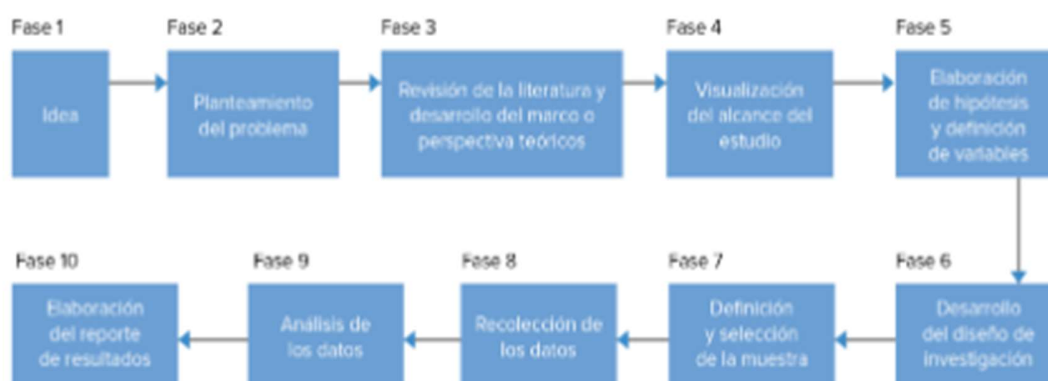 Fase 1
Idea
Fase 2
Planteamiento
del problema
Fase 3
Revisión de la literatura y
desarrollo del marco o
perspectiva teóricos
Fase 4
Visualización
del alcance del
estudio
Fase 5
Elaboración
de hipótesis
y definición
de variables
Fase 6
Desarrollo
del diseño de
investigación
Fase 7
Definición
y selección
de la muestra
Fase 8
Recolección de
los datos
Fase 9
Análisis de
los datos
Fase 10
Elaboración
del reporte
de resultados